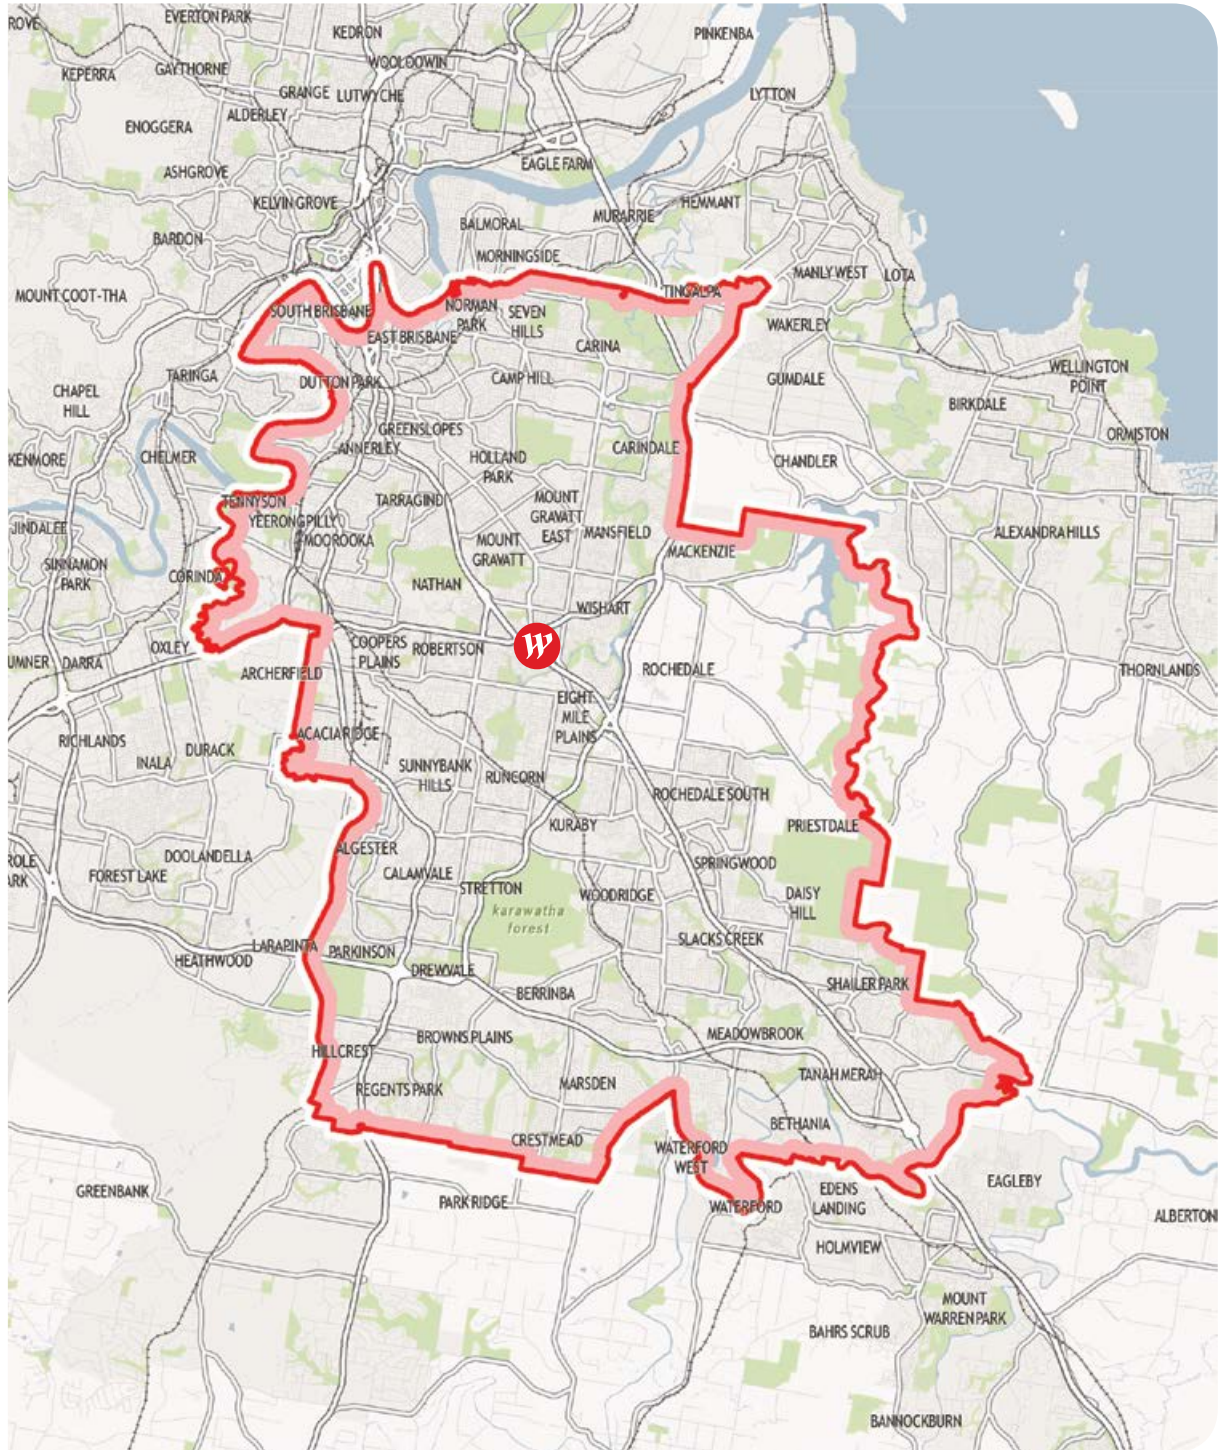 ROVE
EVERTON PARK
KEDRON
PINKENBA
KEPERRA
GAYTHORNE
WOOLOOWIN
GRANGE
LUTWYCHE
LYTTON
ALDERLEY
ENOGGERA
EAGLE FARM
ASHGROVE
KELVIN GROVE
HEMMANT
BALMORAL
MURARRIE
BARDON
MORNINGSIDE
MANLY WEST
LOTA
MOUNT COOT-THA
TINGALPA
SOUTH BRISBANE
NORMAN
PARK
SEVEN
HILLS
WAKERLEY
EAST BRISBANE
CARINA
WELLINGTON
POINT
TARINGA
DUTTON PARK
CAMP HILL
GUMDALE
CHAPEL
HILL
BIRKDALE
GREENSLOPES
ORMISTON
ANNERLEY
CARINDALE
KENMORE
CHELMER
HOLLAND
PARK
CHANDLER
TENNYSON
TARRAGINDI
MOUNT
GRAVATT
EAST
JINDALEE
YEERONGPILLY
MOOROOKA
MANSFIELD
ALEXANDRA HILLS
MOUNT
GRAVATT
MACKENZIE
SINNAMON
PARK
CORINDA
NATHAN
WISHART
OXLEY
COOPERS
PLAINS
ROBERTSON
W
UMNER
DARRA
ARCHERFIELD
ROCHEDALE
THORNLANDS
EIGHT
MILE
PLAINS
RICHLANDS
DURACK
ACACIA RIDGE
INALA
SUNNYBANK
HILLS
RUNCORN
ROCHEDALE SOUTH
KURABY
PRIESTDALE
ROLE
ARK
DOOLANDELLA
ALGESTER
FOREST LAKE
CALAMVALE
SPRINGWOOD
STRETTON
WOODRIDGE
DAISY
HILL
karawatha
forest
LARAPINTA
PARKINSON
SLACKS CREEK
HEATHWOOD
DREWVALE
BERRINBA
SHAILER PARK
BROWNS PLAINS
MEADOWBROOK
HILLCREST
REGENTS PARK
MARSDEN
TANAH MERAH
CRESTMEAD
BETHANIA
WATERFORD
WEST
GREENBANK
PARK RIDGE
WATERFORD
EDENS
LANDING
EAGLEBY
ALBERTON
HOLMVIEW
MOUNT
WARREN PARK
BAHRS SCRUB
BANNOCKBURN